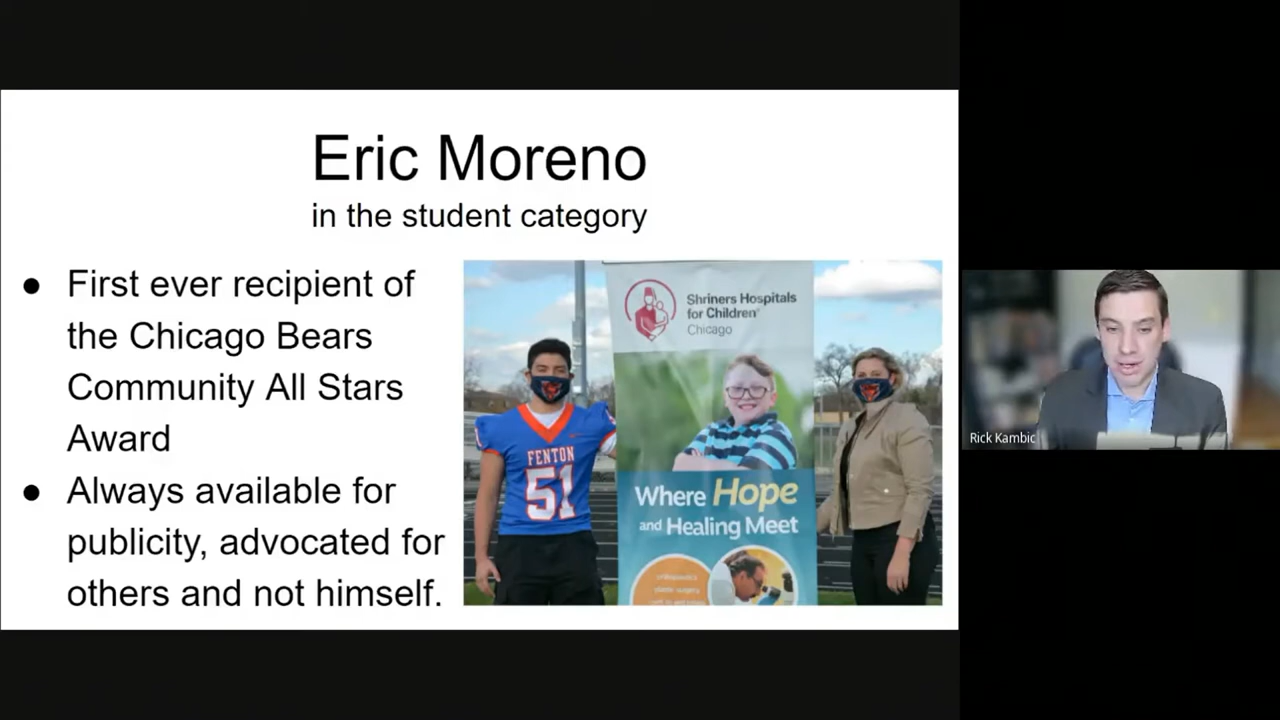 Eric Moreno
in the student category
● First ever recipient of
the Chicago Bears
Community All Stars
Award
● Always available for
publicity, advocated for
others and not himself.
Shriners Hospitals
for Children®
Chicago
FENTON
51
Where Hope
and Healing Meet
Rick Kambic